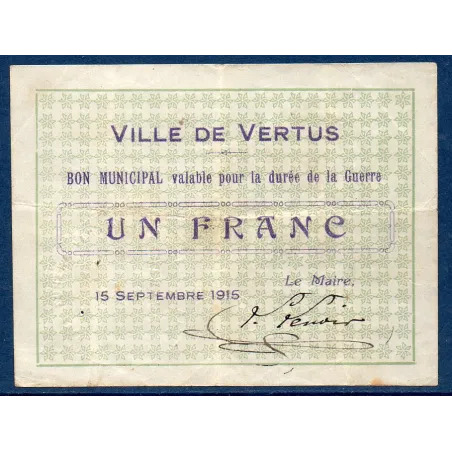 VILLE DE VERTUS
BON MUNICIPAL valable pour la durée de la Guerre
UN FRANC
Le Maire,
15 SEPTEMBRE 1915